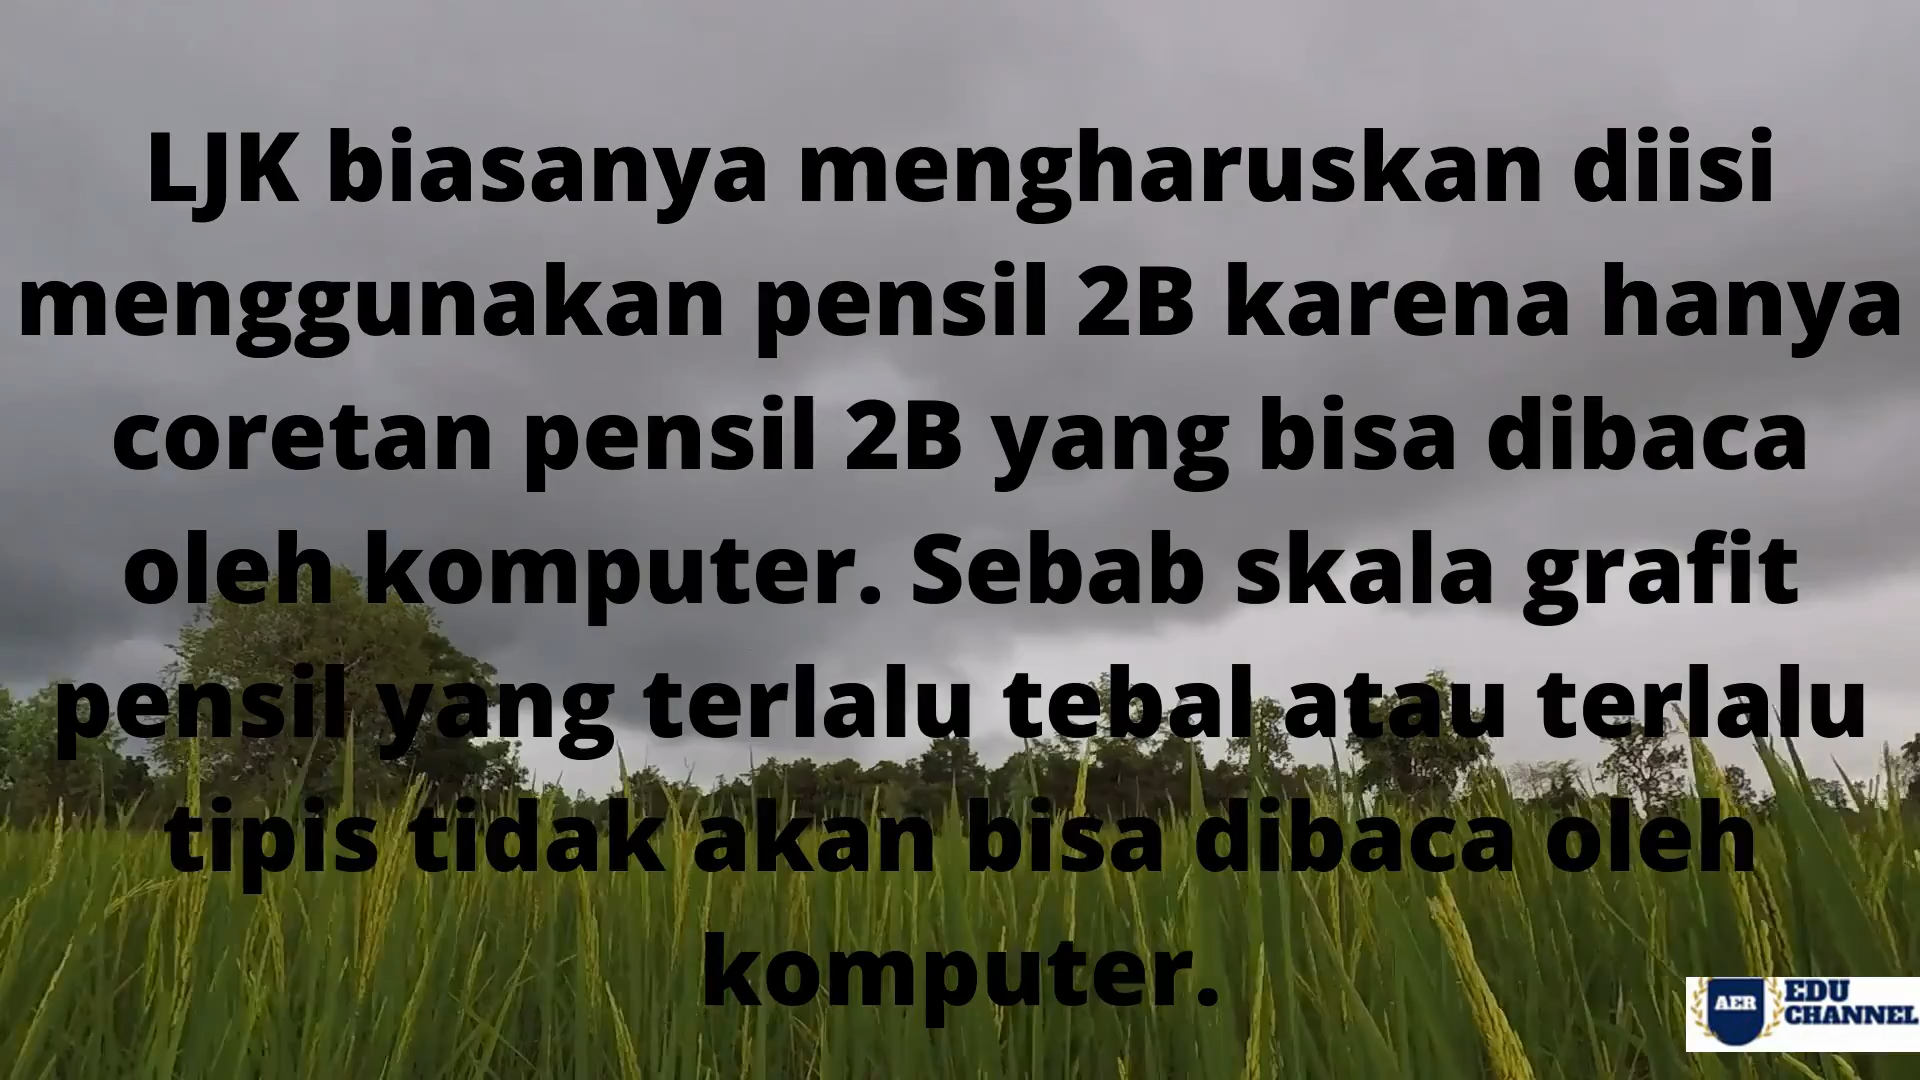 LJK biasanya mengharuskan diisi
menggunakan pensil 2B karena hanya
coretan pensil 2B yang bisa dibaca
oleh komputer. Sebab skala grafit
pensil yang terlalu tebal atau terlalu
tipis tidak akan bisa dibaca oleh
komputer.
AER EDU
CHANNEL